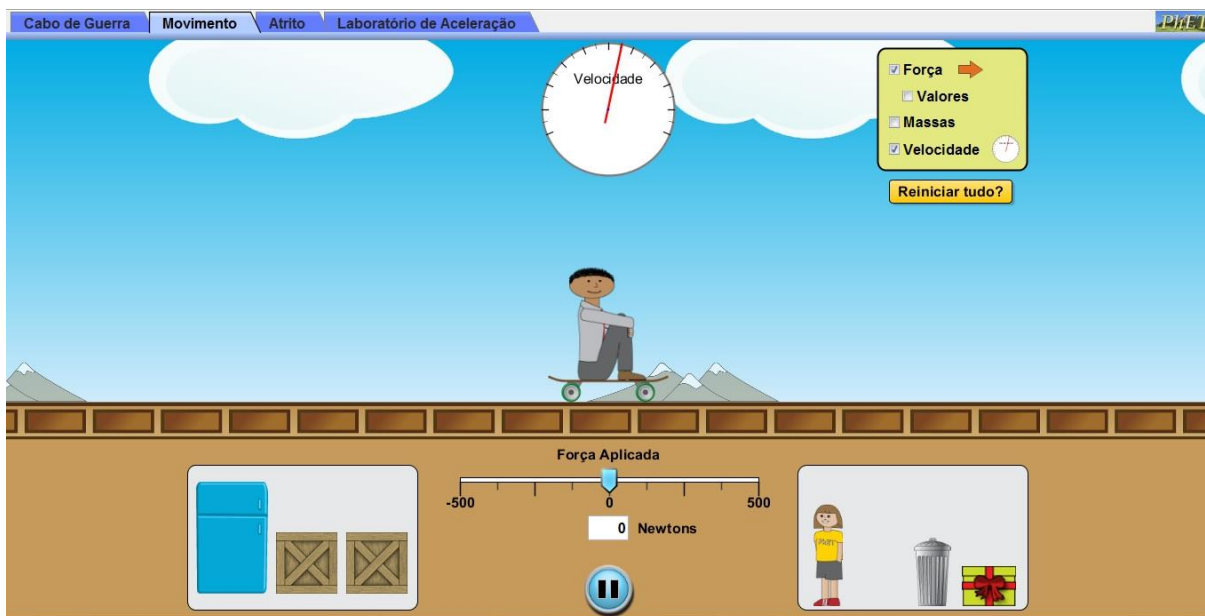 Cabo de Guerra Movimento Atrito Laboratório de Aceleração
PhET
Velocidade
Força
Valores
Massas
Velocidade
Reiniciar tudo?
Força Aplicada
-500 0 500
0 Newtons
PhET